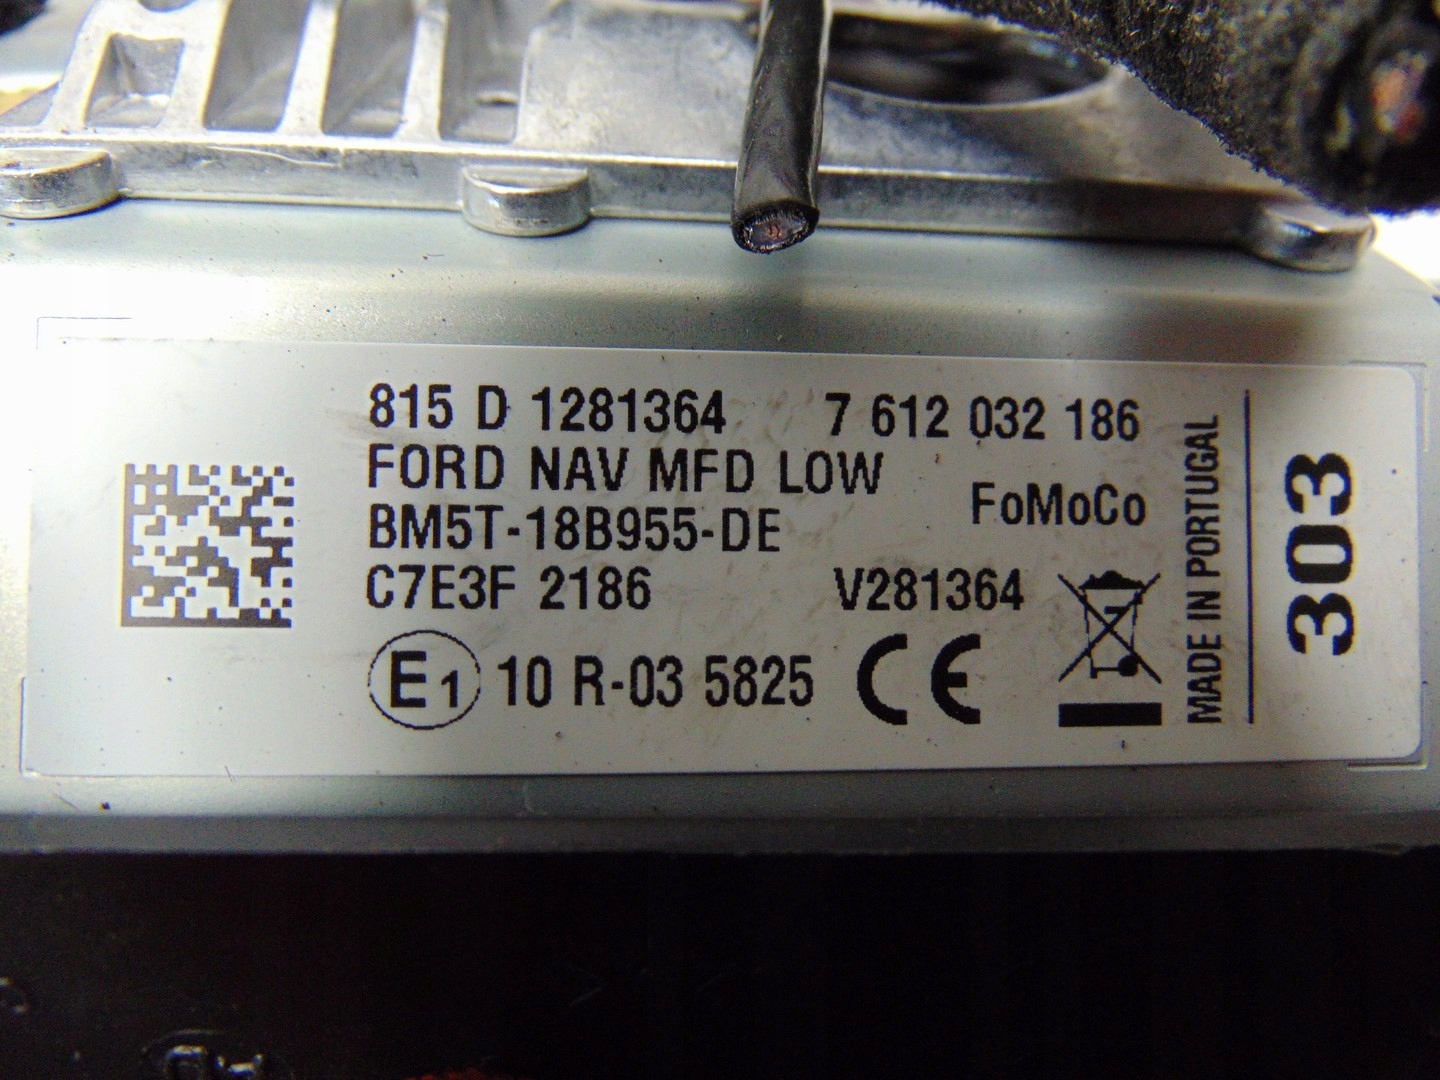 815 D 1281364 7 612 032 186
FORD NAV MFD LOW
FoMoCo
BM5T-18B955-DE
C7E3F 2186 V281364
E1 10 R-03 5825 CE
MADE IN PORTUGAL
303